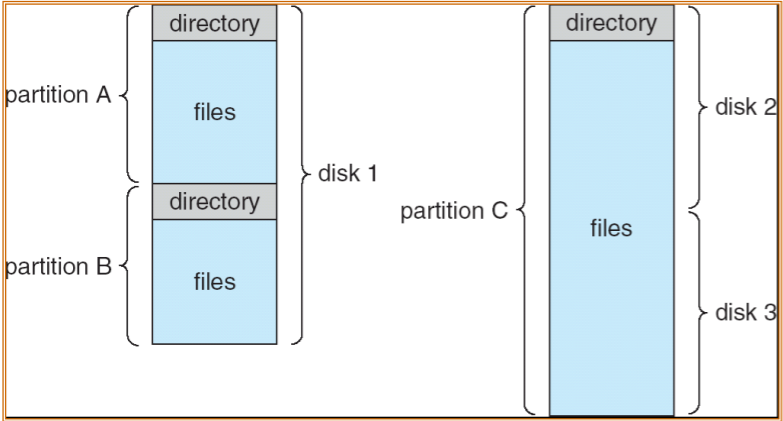 directory
partition A
files
disk 1
directory
partition B
files
directory
disk 2
partition C
files
disk 3